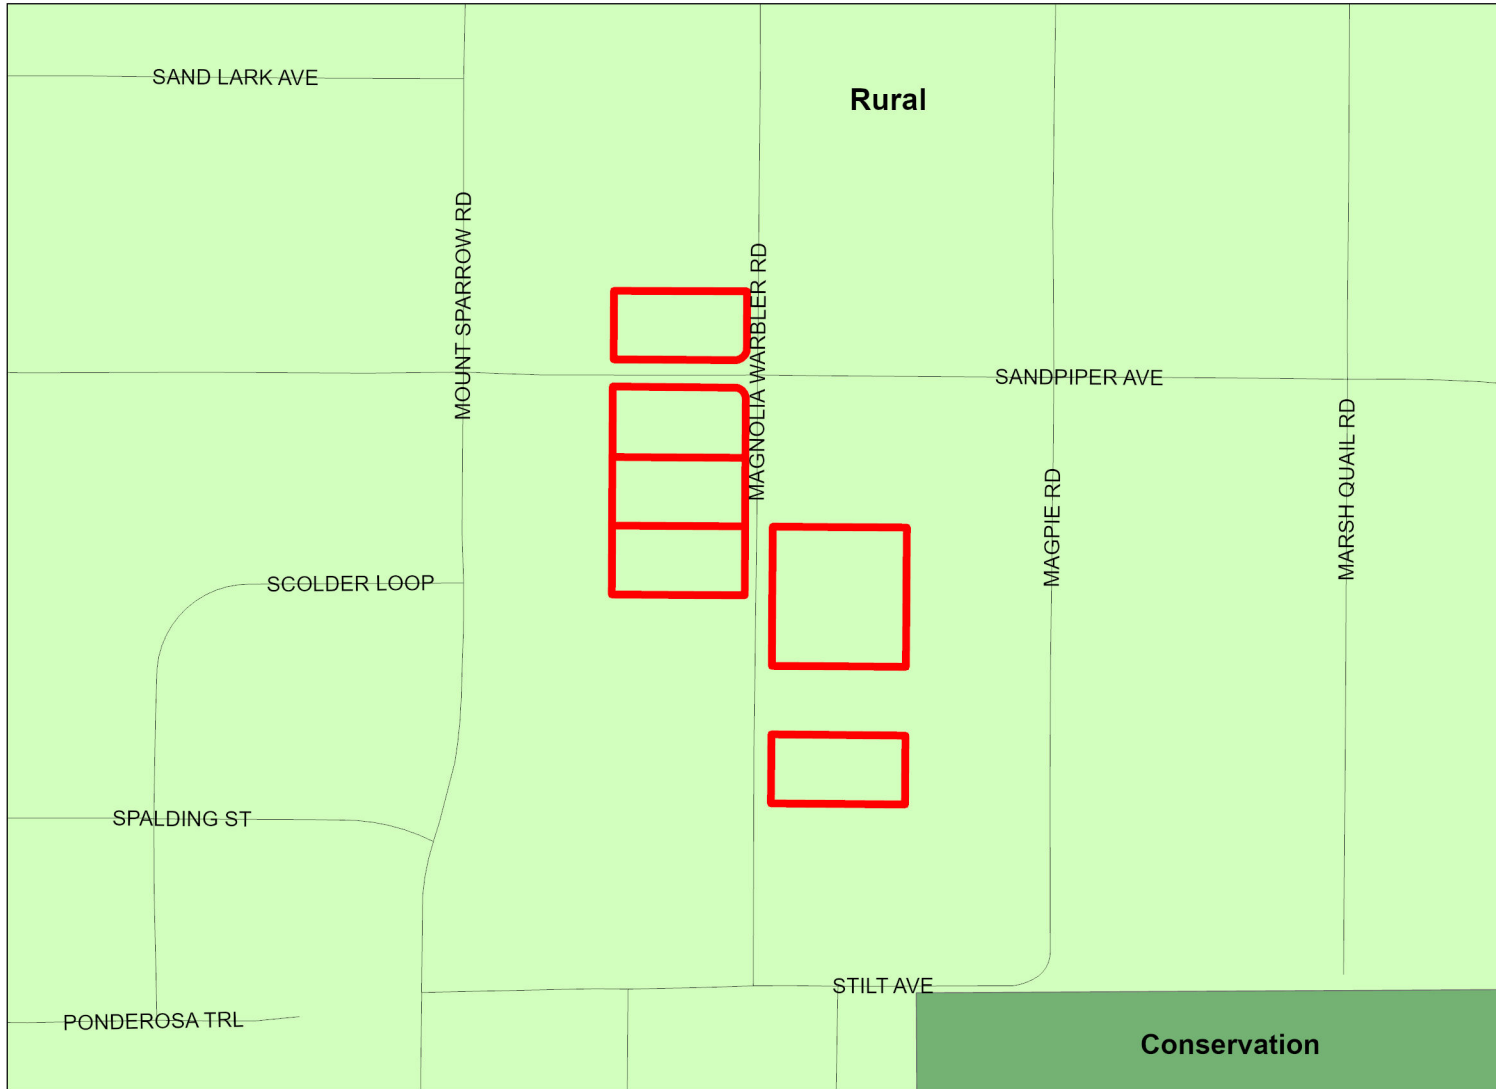 SAND LARK AVE
Rural
MOUNT SPARROW RD
MAGNOLIA WARBLER RD
SANDPIPER AVE
MARSH QUAIL RD
MAGPIE RD
SCOLDER LOOP
SPALDING ST
STILT AVE
PONDEROSA TRL
Conservation